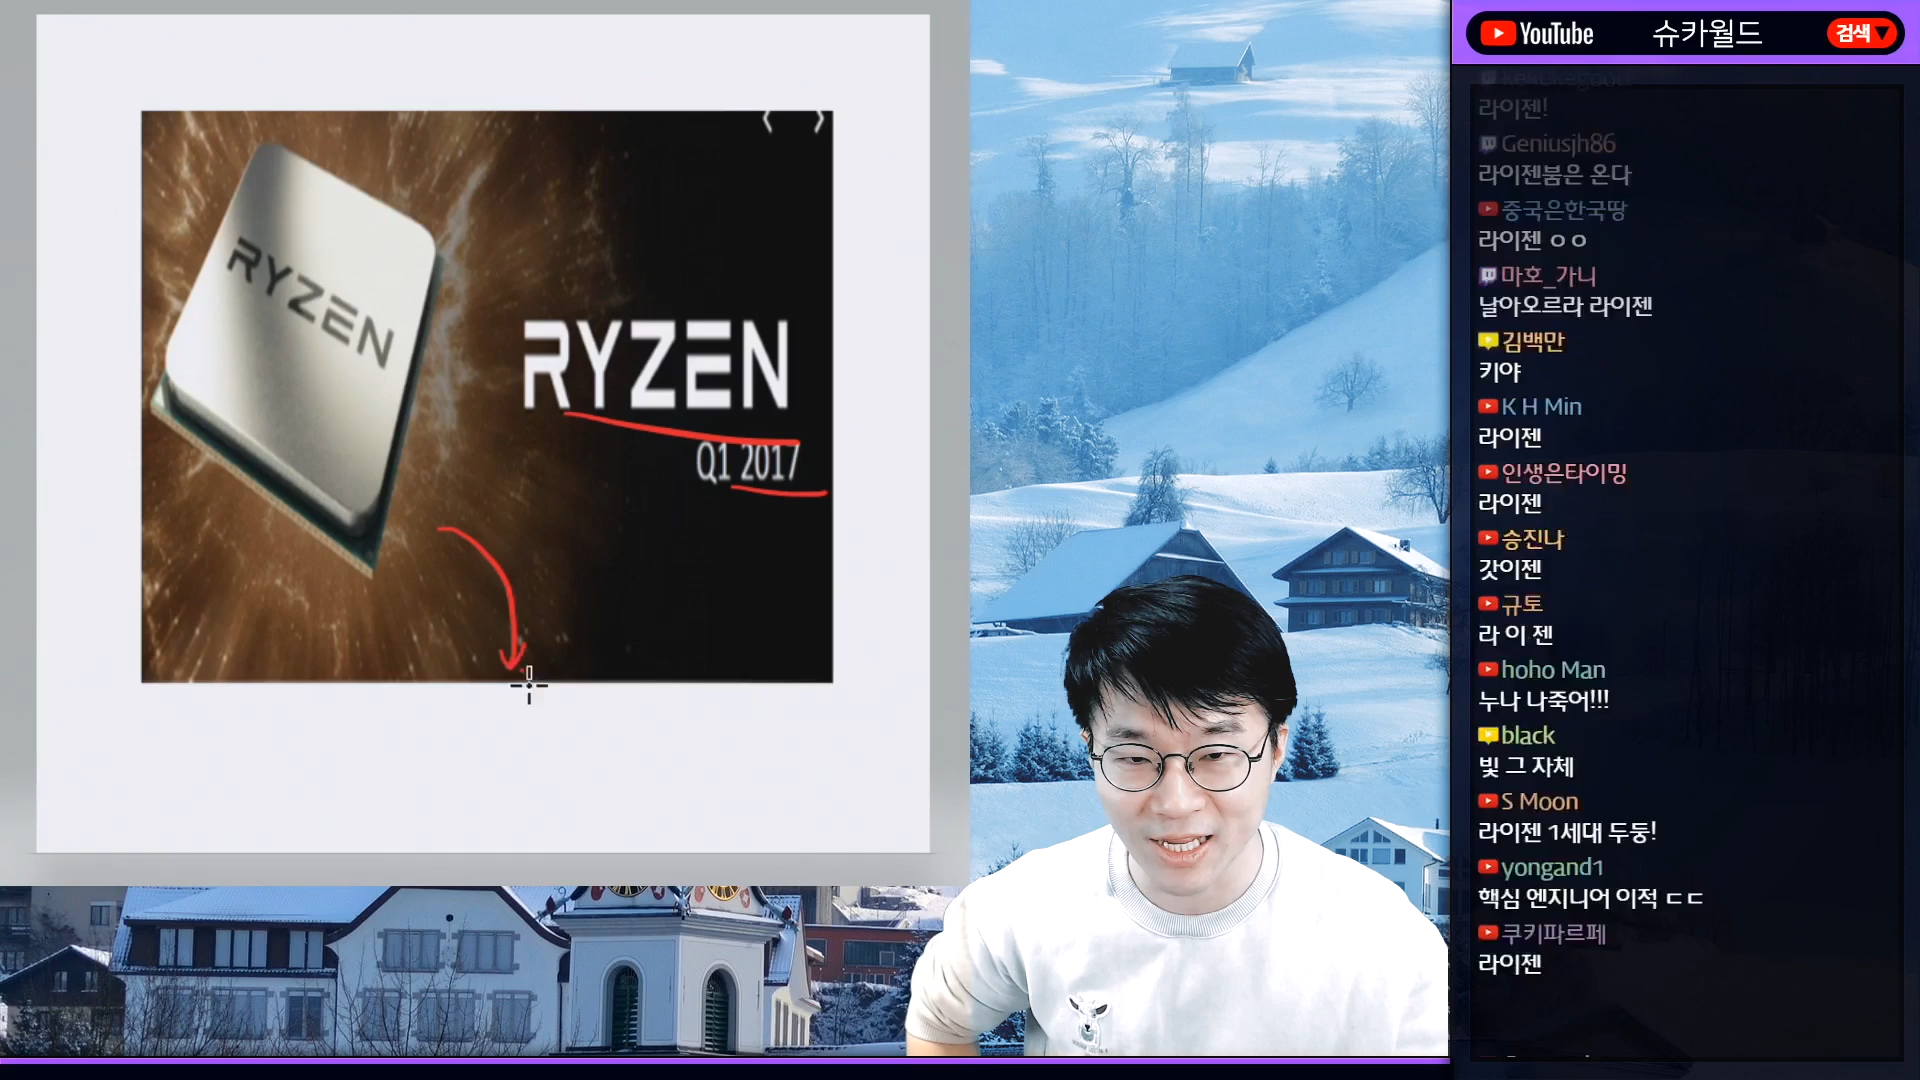 RYZEN
RYZEN
Q1 2017
YouTube 슈카월드 검색▼
라이젠!
Geniusjh86
라이젠붐은 온다
중국은한국땅
라이젠 ㅇㅇ
마호_가니
날아오르라 라이젠
김백만
키야
K H Min
라이젠
인생은타이밍
라이젠
승진나
갓이젠
규토
라 이 젠
hoho Man
누나 나죽어!!!
black
빛 그 자체
S Moon
라이젠 1세대 두둥!
yongand1
핵심 엔지니어 이적 ㄷㄷ
쿠키파르페
라이젠